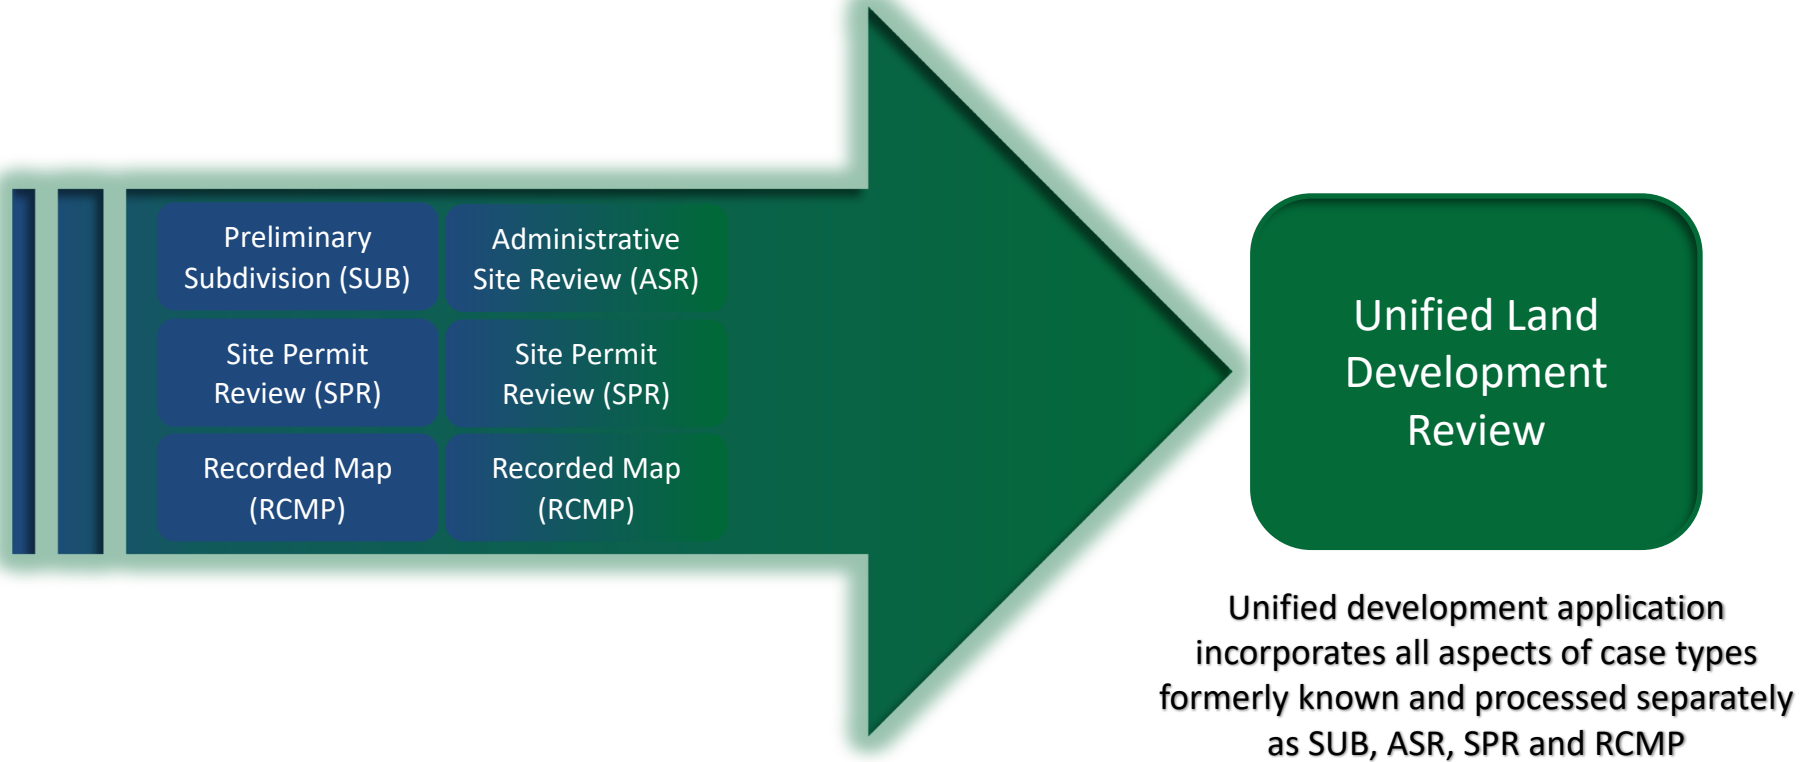 Preliminary
Subdivision (SUB)
Administrative
Site Review (ASR)
Site Permit
Review (SPR)
Site Permit
Review (SPR)
Recorded Map
(RCMP)
Recorded Map
(RCMP)
Unified Land
Development
Review
Unified development application
incorporates all aspects of case types
formerly known and processed separately
as SUB, ASR, SPR and RCMP